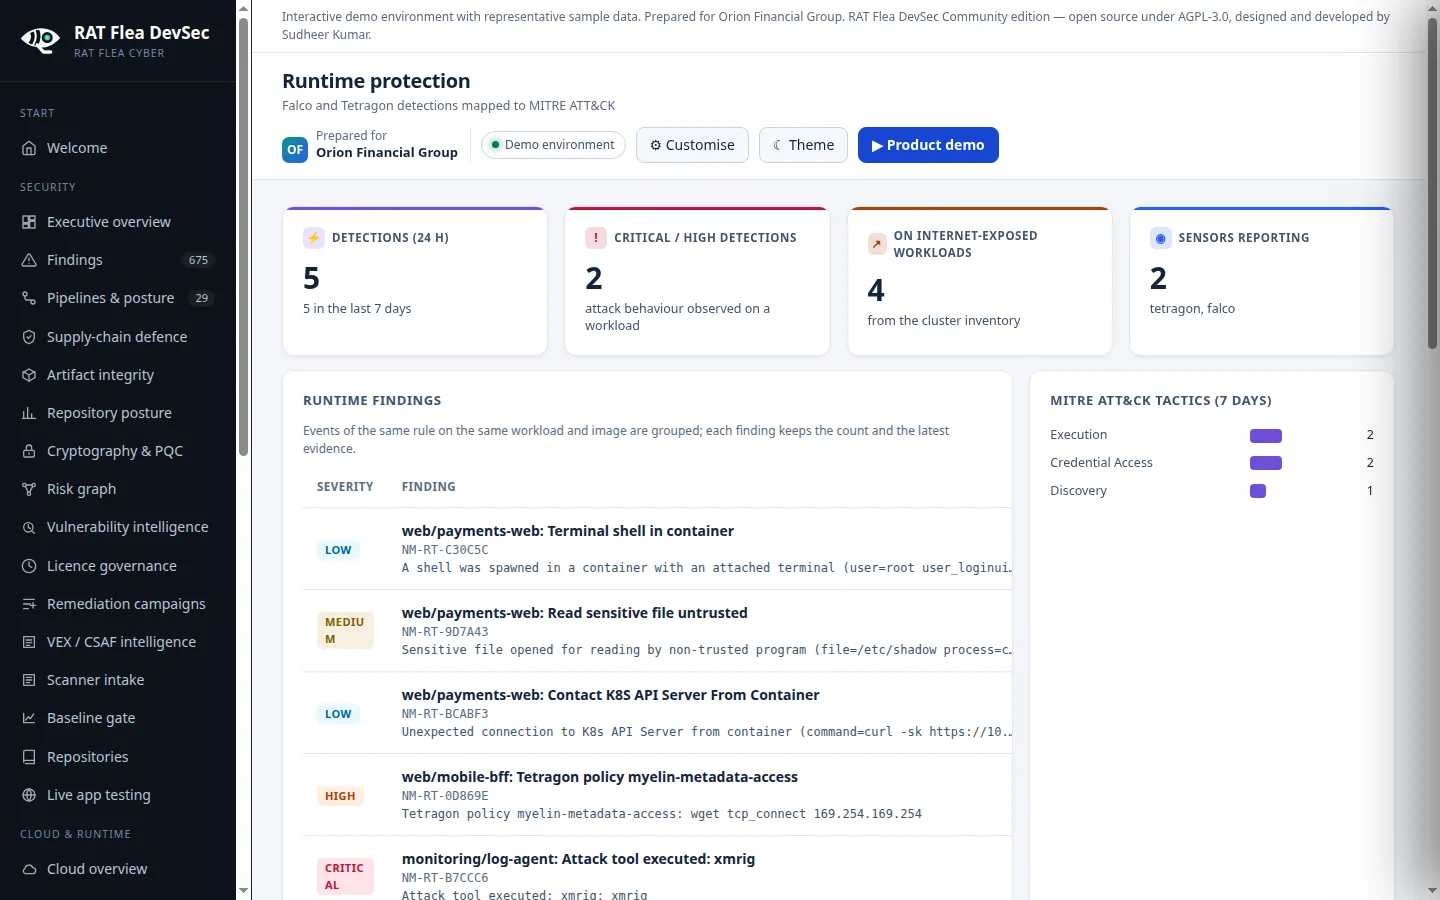 RAT Flea DevSec
RAT FLEA CYBER
START
Welcome
SECURITY
Executive overview
Findings 675
Pipelines & posture 29
Supply-chain defence
Artifact integrity
Repository posture
Cryptography & PQC
Risk graph
Vulnerability intelligence
Licence governance
Remediation campaigns
VEX / CSAF intelligence
Scanner intake
Baseline gate
Repositories
Live app testing
CLOUD & RUNTIME
Cloud overview
Interactive demo environment with representative sample data. Prepared for Orion Financial Group. RAT Flea DevSec Community edition — open source under AGPL-3.0, designed and developed by
Sudheer Kumar.
Runtime protection
Falco and Tetragon detections mapped to MITRE ATT&CK
OF
Prepared for
Orion Financial Group
Demo environment
⚙ Customise
☾ Theme
▶ Product demo
⚡ DETECTIONS (24 H)
5
5 in the last 7 days
! CRITICAL / HIGH DETECTIONS
2
attack behaviour observed on a
workload
↗ ON INTERNET-EXPOSED
WORKLOADS
4
from the cluster inventory
◉ SENSORS REPORTING
2
tetragon, falco
RUNTIME FINDINGS
Events of the same rule on the same workload and image are grouped; each finding keeps the count and the latest
evidence.
SEVERITY FINDING
LOW
web/payments-web: Terminal shell in container
NM-RT-C30C5C
A shell was spawned in a container with an attached terminal (user=root user_loginui…
MEDIU
M
web/payments-web: Read sensitive file untrusted
NM-RT-9D7A43
Sensitive file opened for reading by non-trusted program (file=/etc/shadow process=c…
LOW
web/payments-web: Contact K8S API Server From Container
NM-RT-BCABF3
Unexpected connection to K8s API Server from container (command=curl -sk https://10.…
HIGH
web/mobile-bff: Tetragon policy myelin-metadata-access
NM-RT-0D869E
Tetragon policy myelin-metadata-access: wget tcp_connect 169.254.169.254
CRITIC
AL
monitoring/log-agent: Attack tool executed: xmrig
NM-RT-B7CCC6
Attack tool executed: xmrig: xmrig
MITRE ATT&CK TACTICS (7 DAYS)
Execution 2
Credential Access 2
Discovery 1